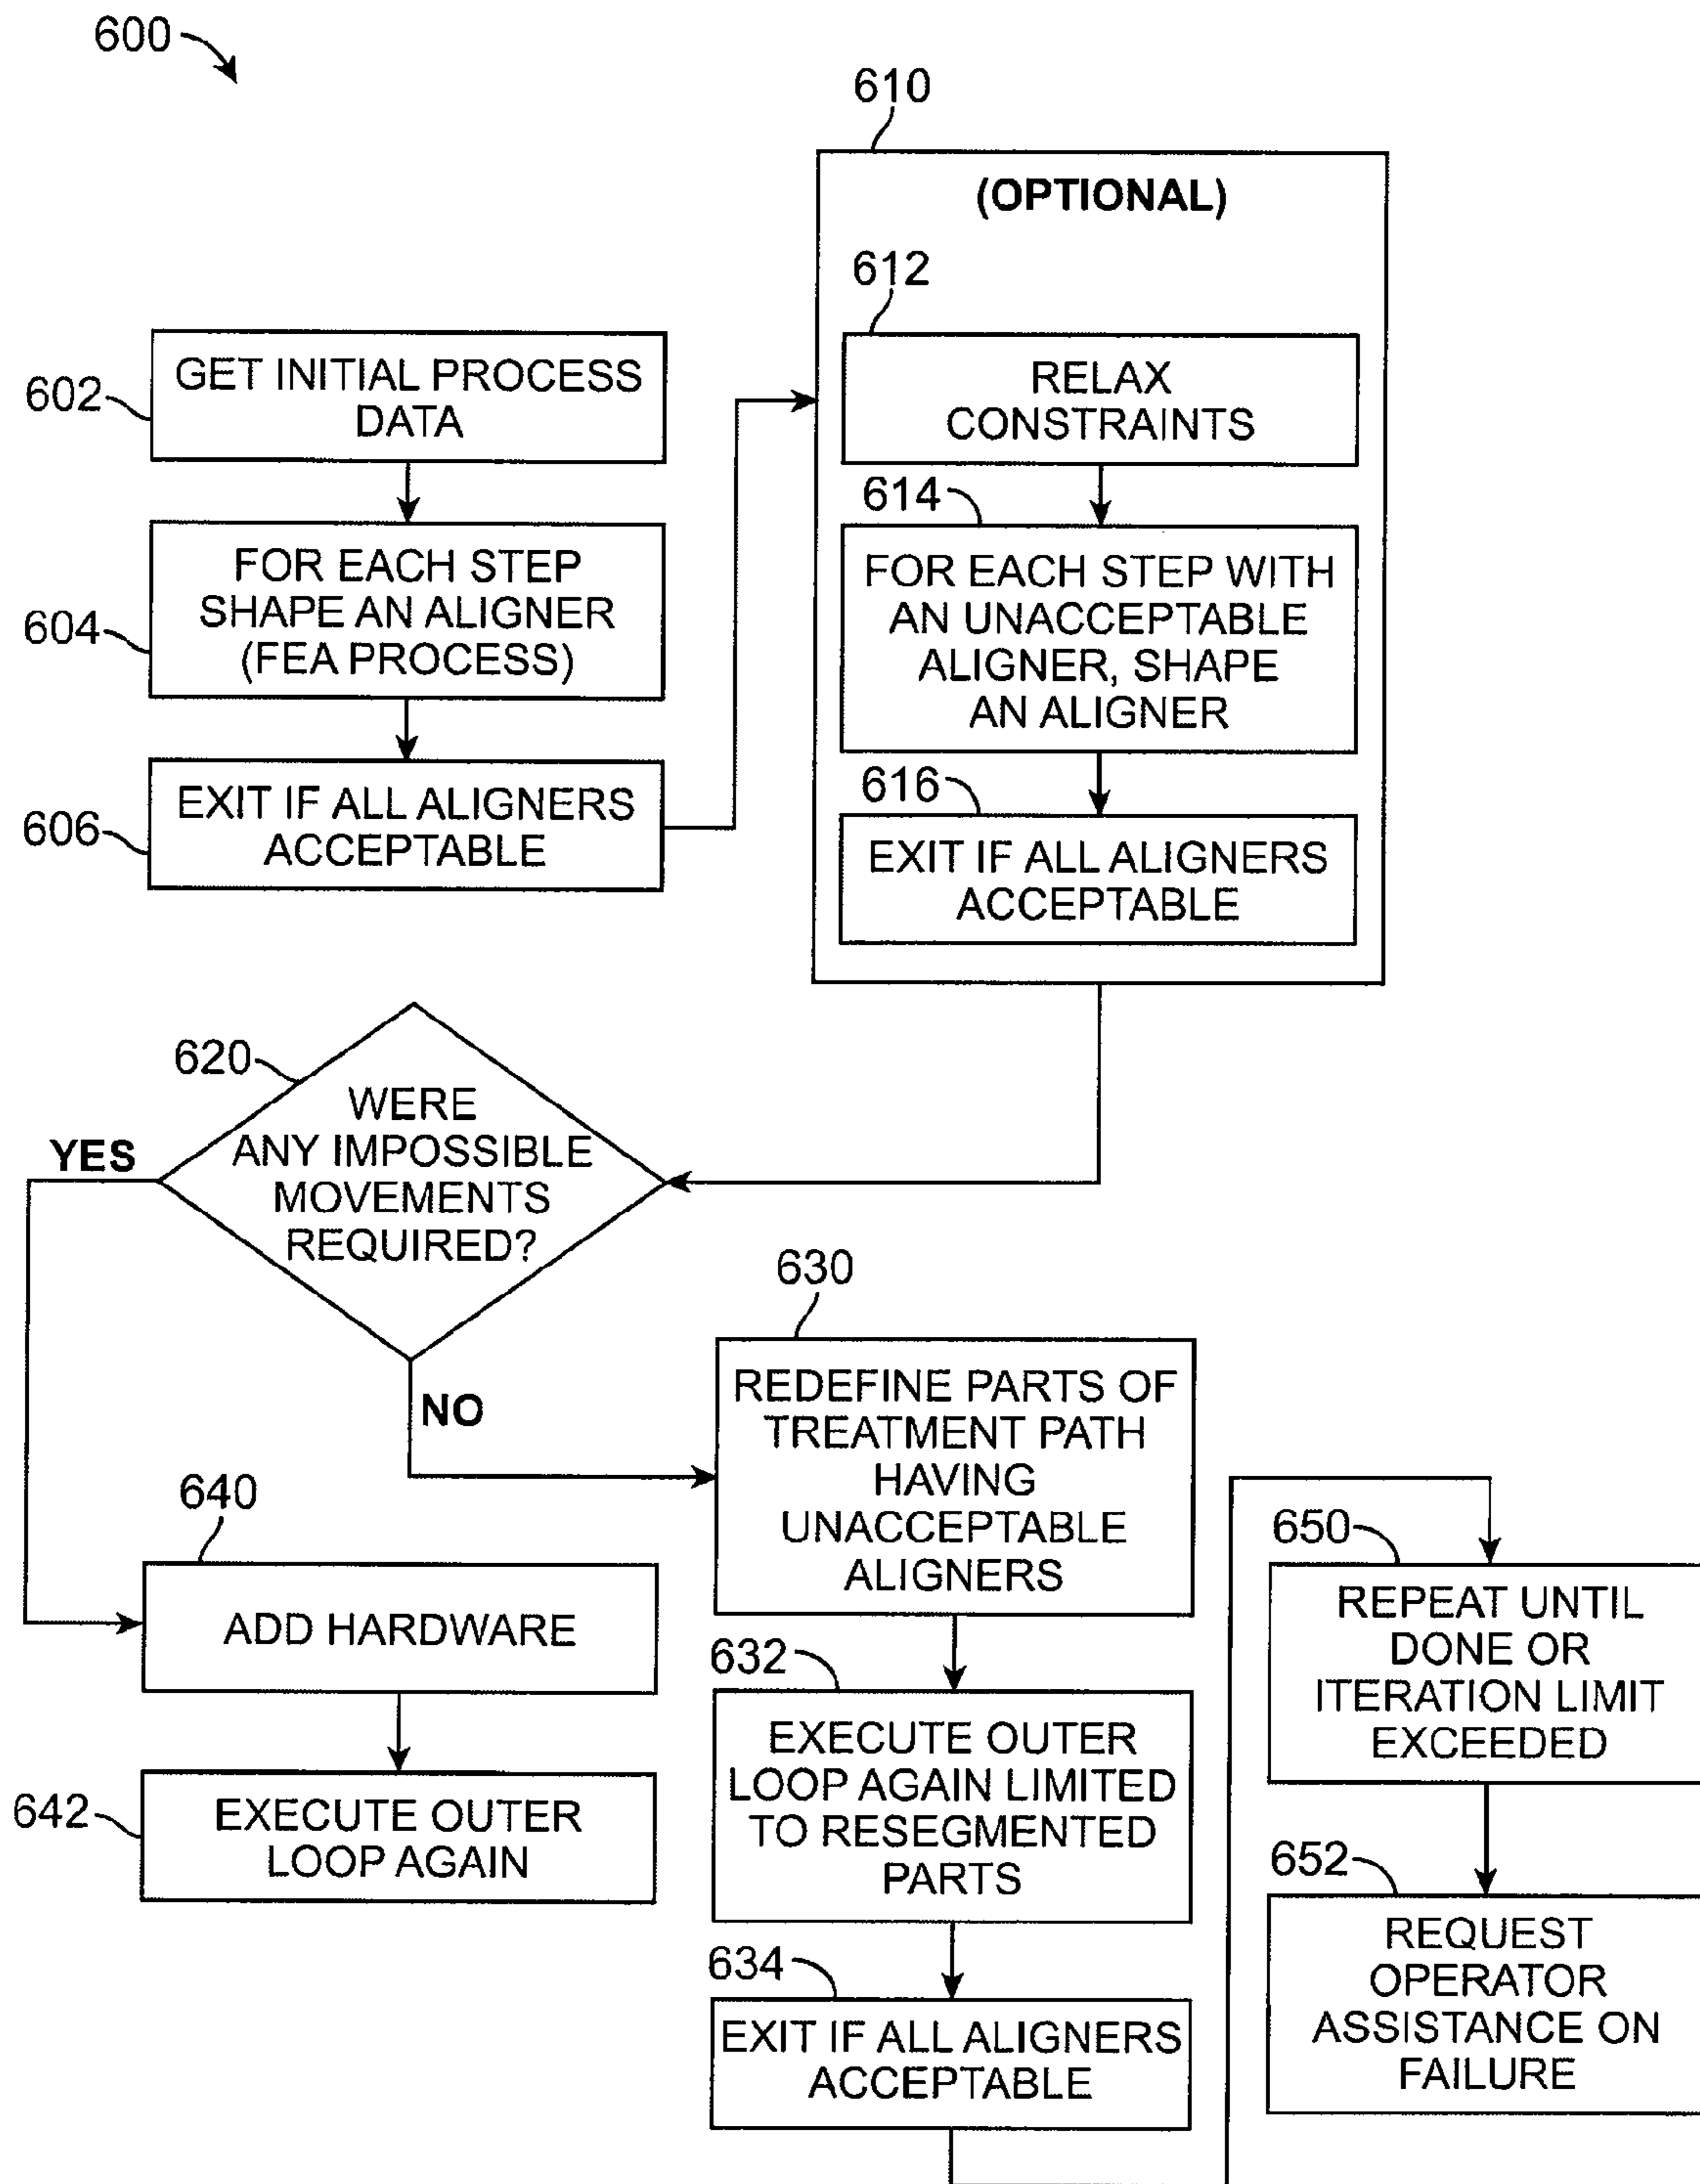 600
610
(OPTIONAL)
612
RELAX
CONSTRAINTS
602
GET INITIAL PROCESS
DATA
614
FOR EACH STEP WITH
AN UNACCEPTABLE
ALIGNER, SHAPE
AN ALIGNER
604
FOR EACH STEP
SHAPE AN ALIGNER
(FEA PROCESS)
616
EXIT IF ALL ALIGNERS
ACCEPTABLE
606
EXIT IF ALL ALIGNERS
ACCEPTABLE
620
WERE
ANY IMPOSSIBLE
MOVEMENTS
REQUIRED?
YES
NO
630
REDEFINE PARTS OF
TREATMENT PATH
HAVING
UNACCEPTABLE
ALIGNERS
640
ADD HARDWARE
642
EXECUTE OUTER
LOOP AGAIN
632
EXECUTE OUTER
LOOP AGAIN LIMITED
TO RESEGMENTED
PARTS
634
EXIT IF ALL ALIGNERS
ACCEPTABLE
650
REPEAT UNTIL
DONE OR
ITERATION LIMIT
EXCEEDED
652
REQUEST
OPERATOR
ASSISTANCE ON
FAILURE